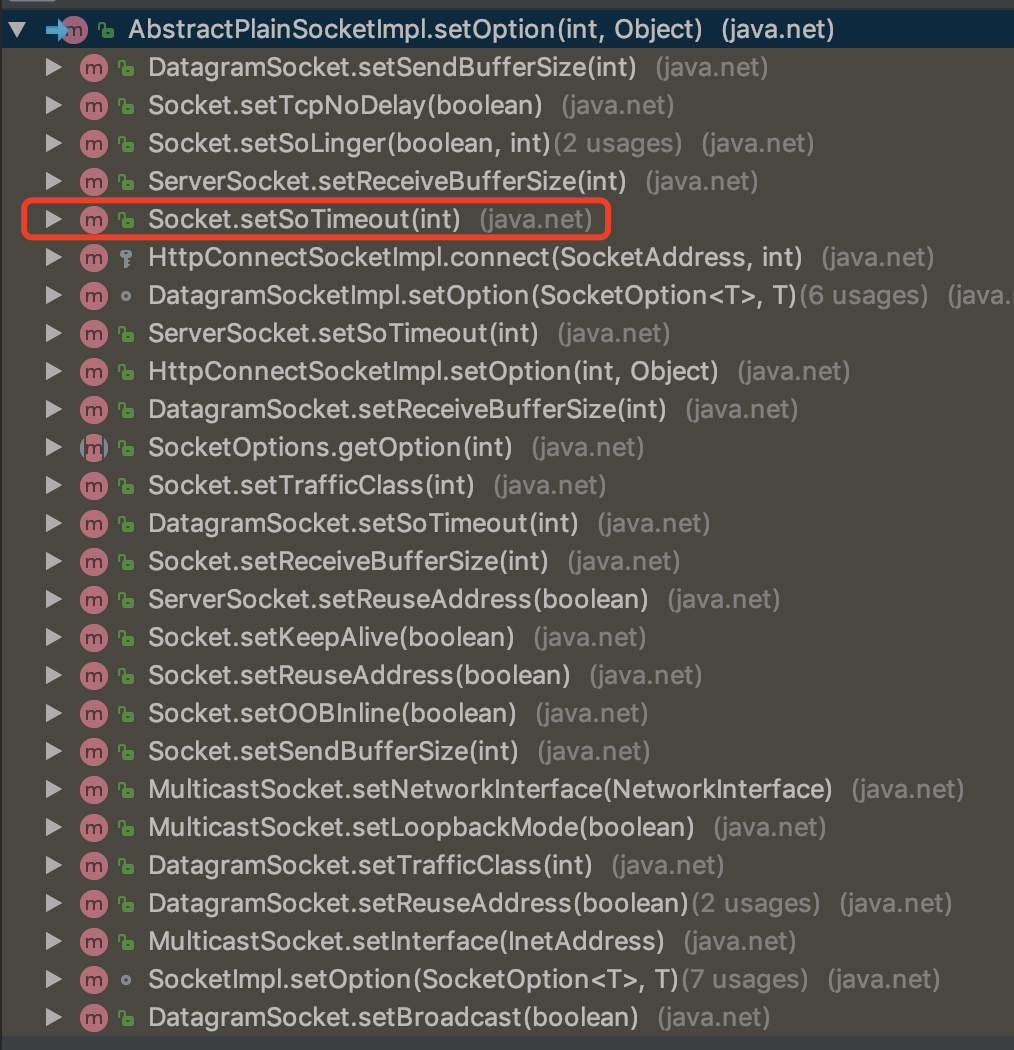 AbstractPlainSocketImpl.setOption(int, Object) (java.net)
m DatagramSocket.setSendBufferSize(int) (java.net)
m Socket.setTcpNoDelay(boolean) (java.net)
m Socket.setSoLinger(boolean, int)(2 usages) (java.net)
m ServerSocket.setReceiveBufferSize(int) (java.net)
m Socket.setSoTimeout(int) (java.net)
m HttpConnectSocketImpl.connect(SocketAddress, int) (java.net)
m DatagramSocketImpl.setOption(SocketOption<T>, T)(6 usages) (java.
m ServerSocket.setSoTimeout(int) (java.net)
m HttpConnectSocketImpl.setOption(int, Object) (java.net)
m DatagramSocket.setReceiveBufferSize(int) (java.net)
m SocketOptions.getOption(int) (java.net)
m Socket.setTrafficClass(int) (java.net)
m DatagramSocket.setSoTimeout(int) (java.net)
m Socket.setReceiveBufferSize(int) (java.net)
m ServerSocket.setReuseAddress(boolean) (java.net)
m Socket.setKeepAlive(boolean) (java.net)
m Socket.setReuseAddress(boolean) (java.net)
m Socket.setOOBInline(boolean) (java.net)
m Socket.setSendBufferSize(int) (java.net)
m MulticastSocket.setNetworkInterface(NetworkInterface) (java.net)
m MulticastSocket.setLoopbackMode(boolean) (java.net)
m DatagramSocket.setTrafficClass(int) (java.net)
m DatagramSocket.setReuseAddress(boolean)(2 usages) (java.net)
m MulticastSocket.setInterface(InetAddress) (java.net)
m SocketImpl.setOption(SocketOption<T>, T)(7 usages) (java.net)
m DatagramSocket.setBroadcast(boolean) (java.net)